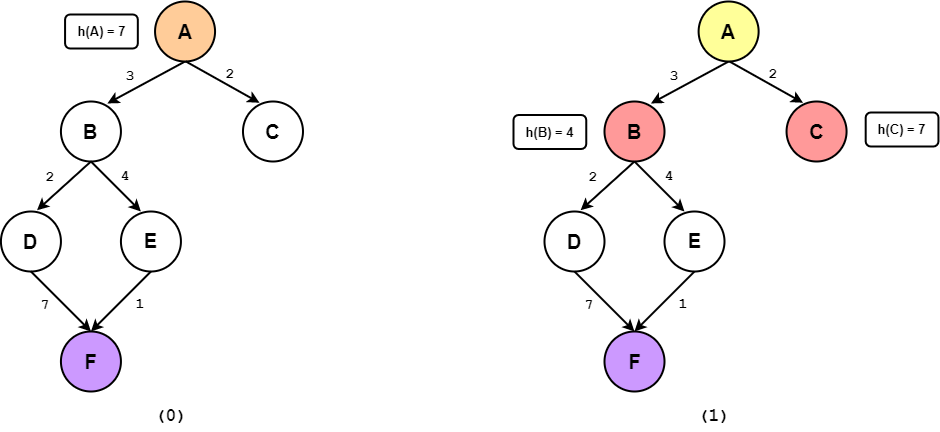 h(A) = 7
A
3
2
B
C
2
4
D
E
7
1
F
(0)
A
3
2
h(B) = 4
B
C
h(C) = 7
2
4
D
E
7
1
F
(1)